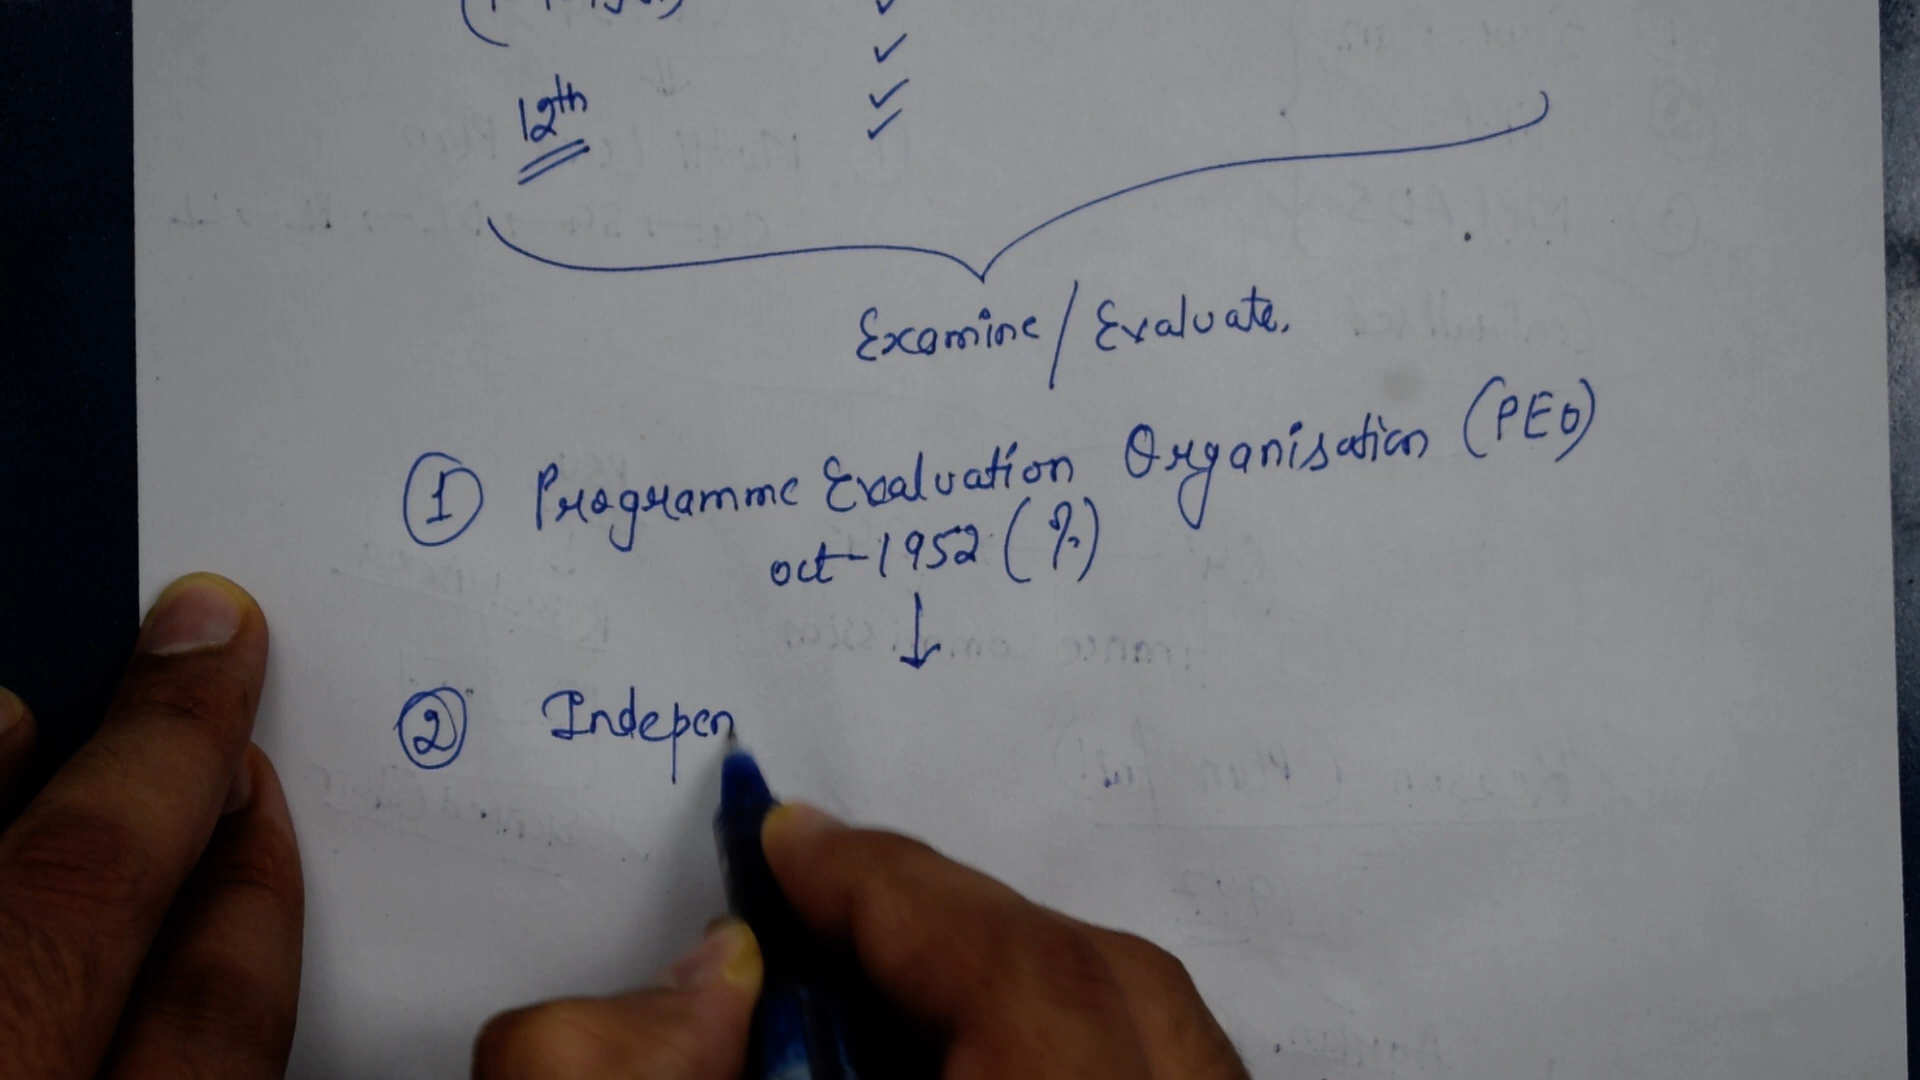 12th
Examine / Evaluate.
① Programme Evaluation Organisation (PEO)
oct-1952 (
② Indepen